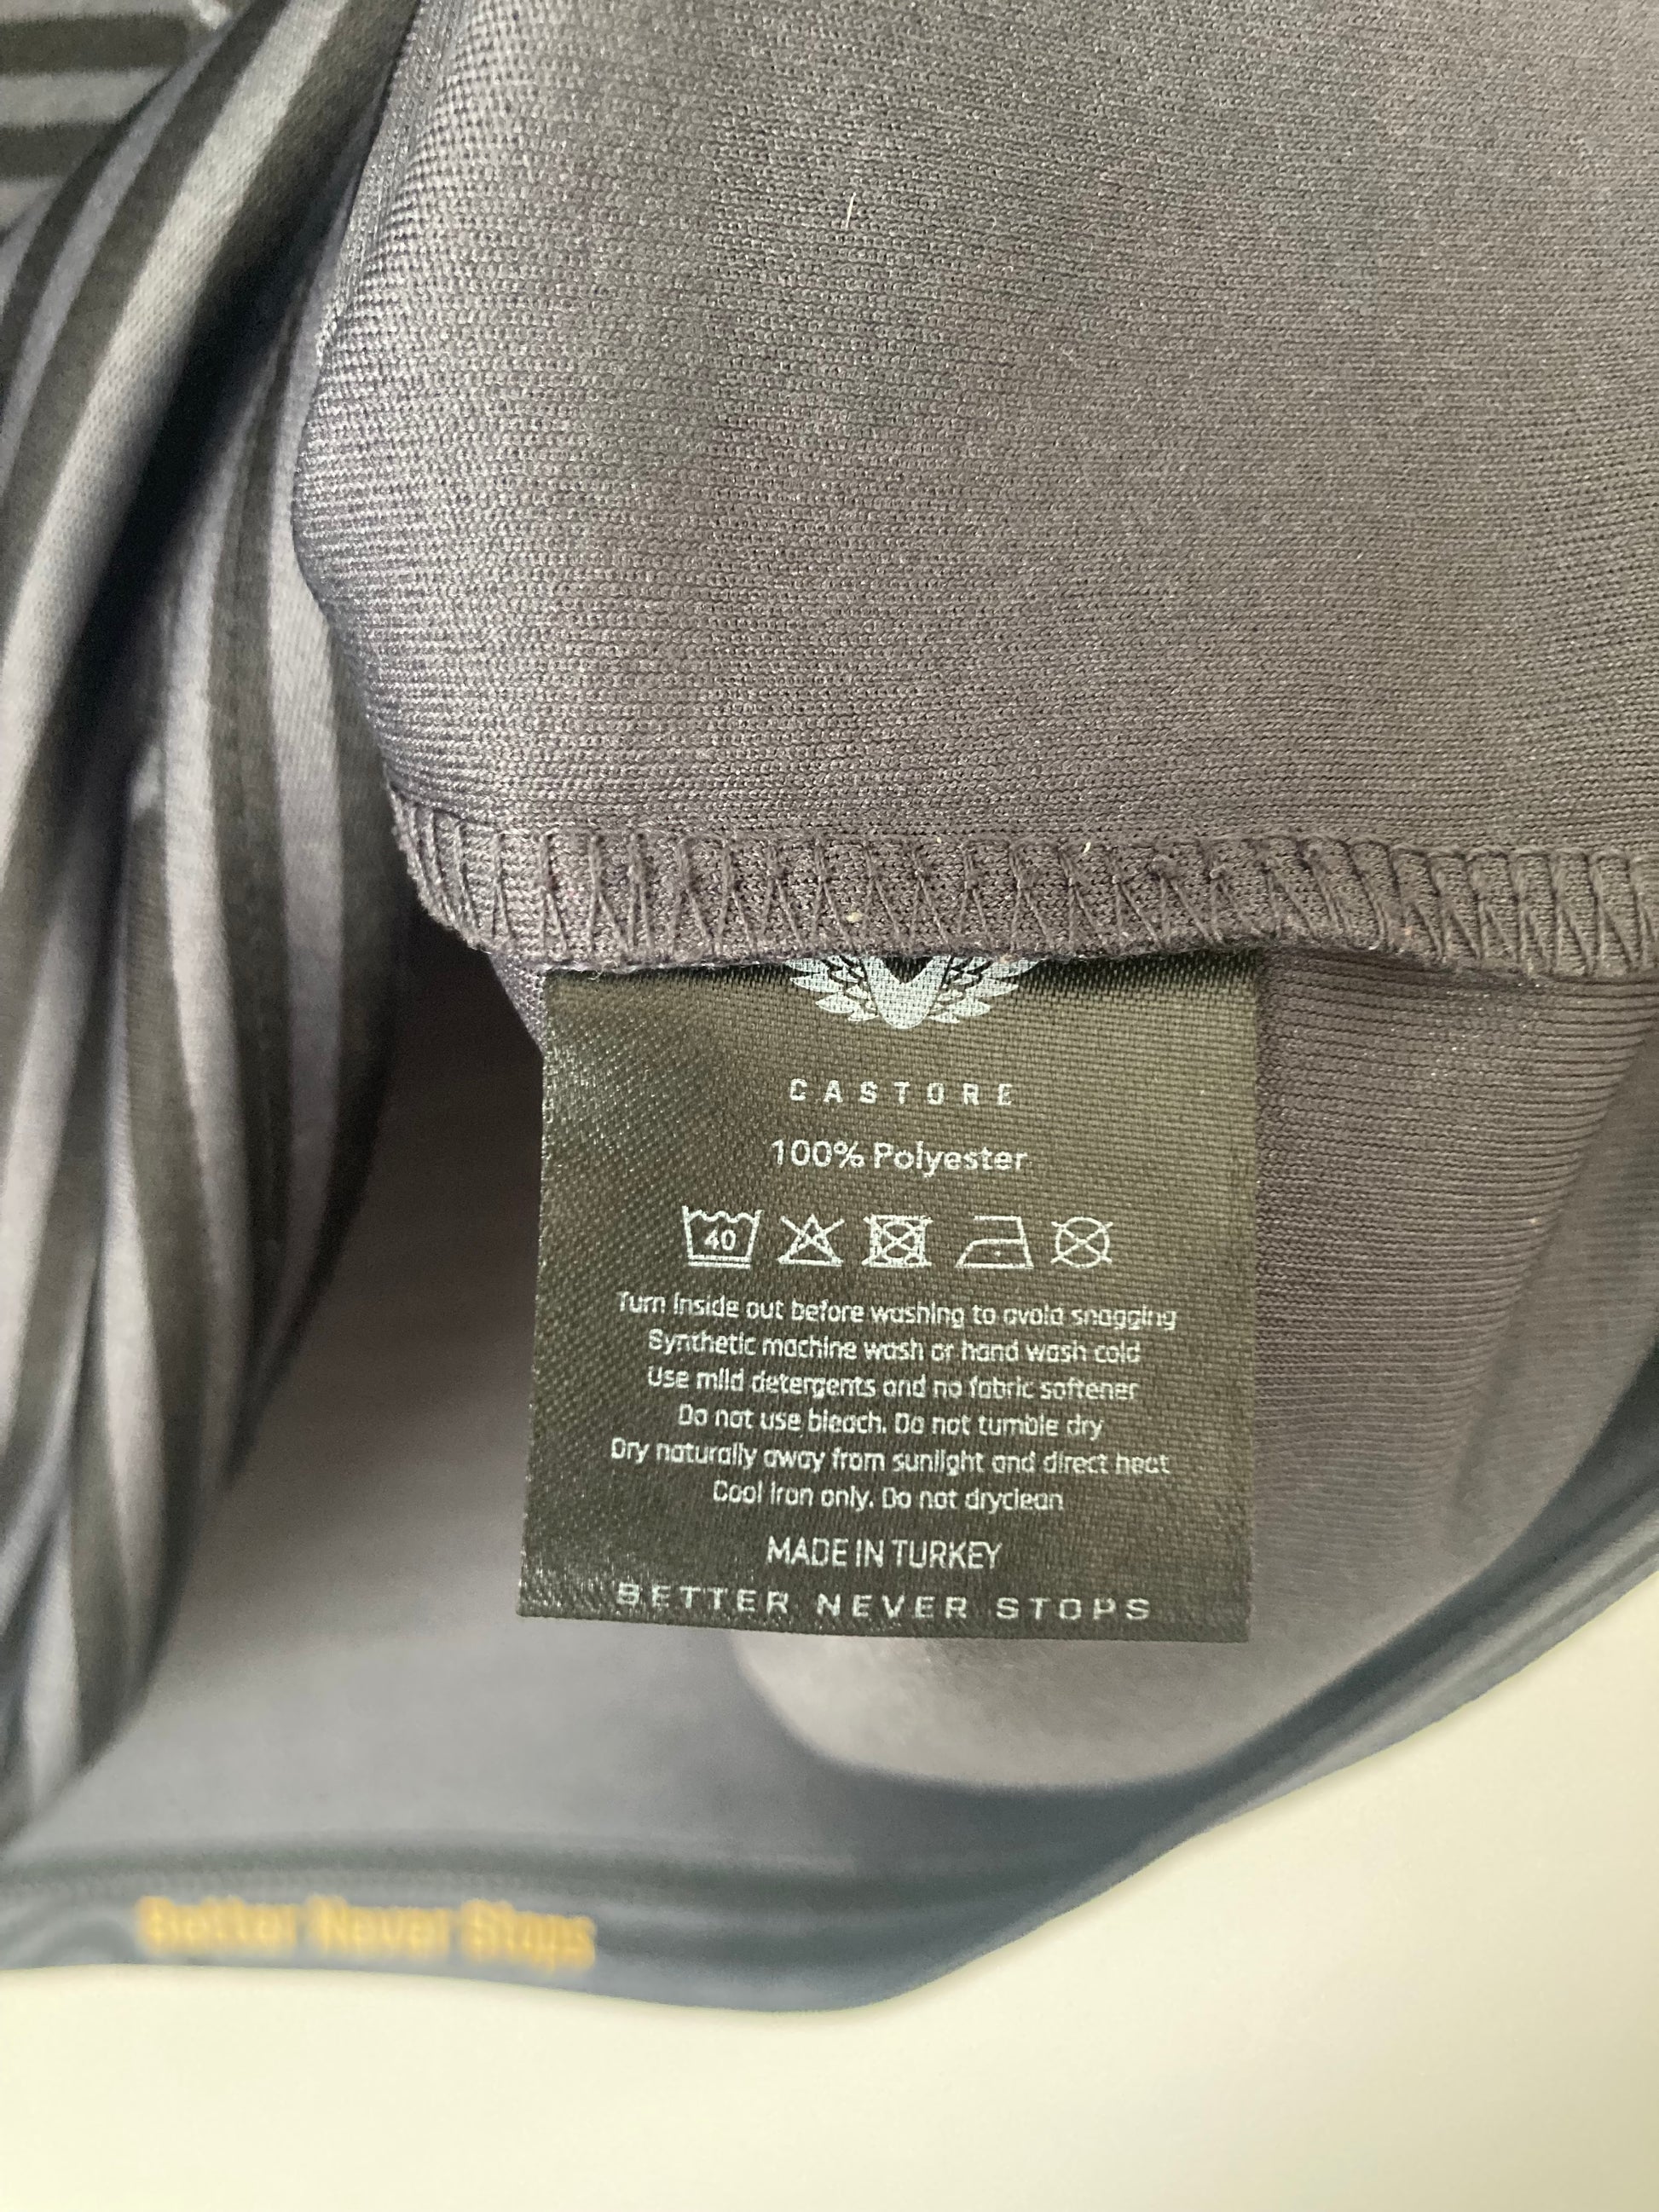 CASTORE
100% Polyester
40
Turn inside out before washing to avoid snagging
Synthetic machine wash or hand wash cold
Use mild detergents and no fabric softener
Do not use bleach. Do not tumble dry
Dry naturally away from sunlight and direct heat
Cool iron only. Do not dryclean
MADE IN TURKEY
BETTER NEVER STOPS
Better Never Stops